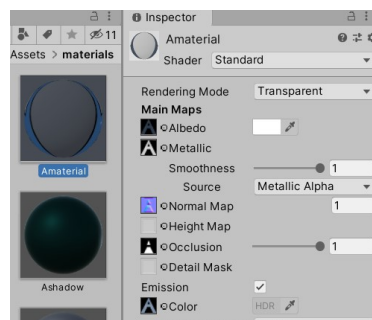 Inspector
11
Assets > materials
Amaterial
Shader Standard
Amaterial
Ashadow
Rendering Mode Transparent
Main Maps
Albedo
Metallic
Smoothness 1
Source Metallic Alpha
Normal Map 1
Height Map
Occlusion 1
Detail Mask
Emission
Color HDR